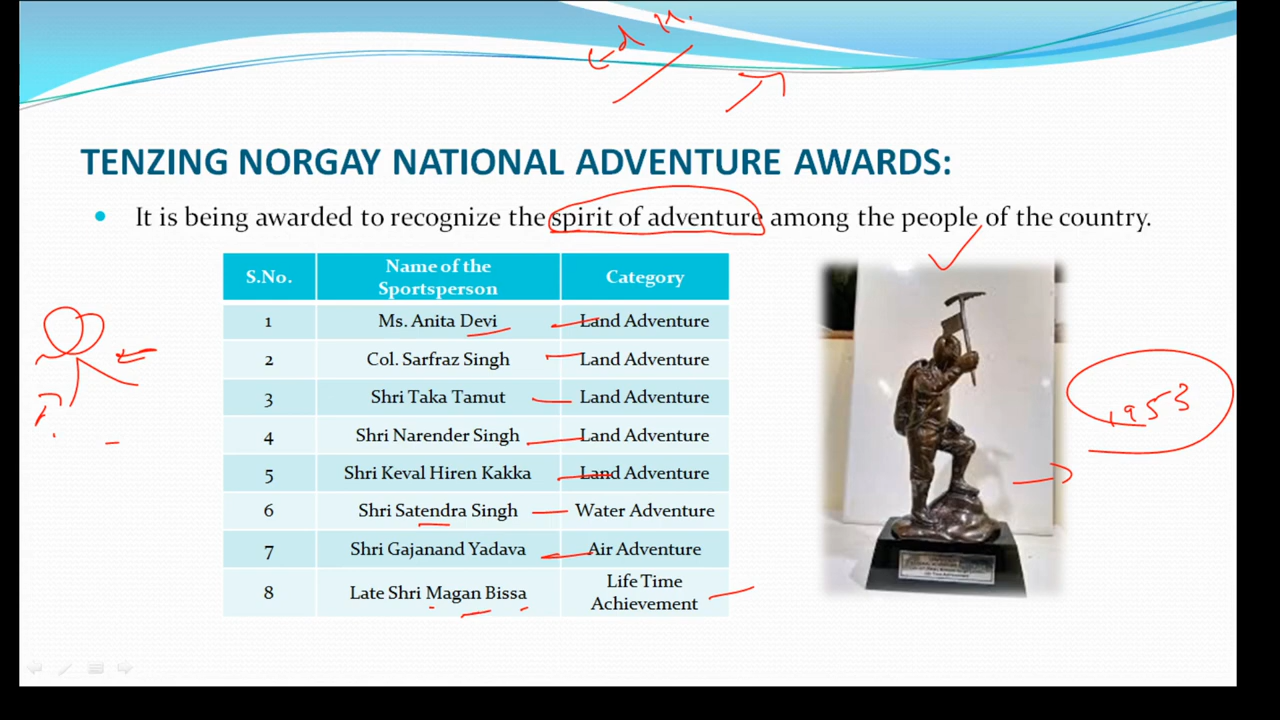 TENZING NORGAY NATIONAL ADVENTURE AWARDS:
It is being awarded to recognize the spirit of adventure among the people of the country.
S.No. Name of the Sportsperson Category
1 Ms. Anita Devi Land Adventure
2 Col. Sarfraz Singh Land Adventure
3 Shri Taka Tamut Land Adventure
4 Shri Narender Singh Land Adventure
5 Shri Keval Hiren Kakka Land Adventure
6 Shri Satendra Singh Water Adventure
7 Shri Gajanand Yadava Air Adventure
8 Late Shri Magan Bissa Life Time Achievement
1953